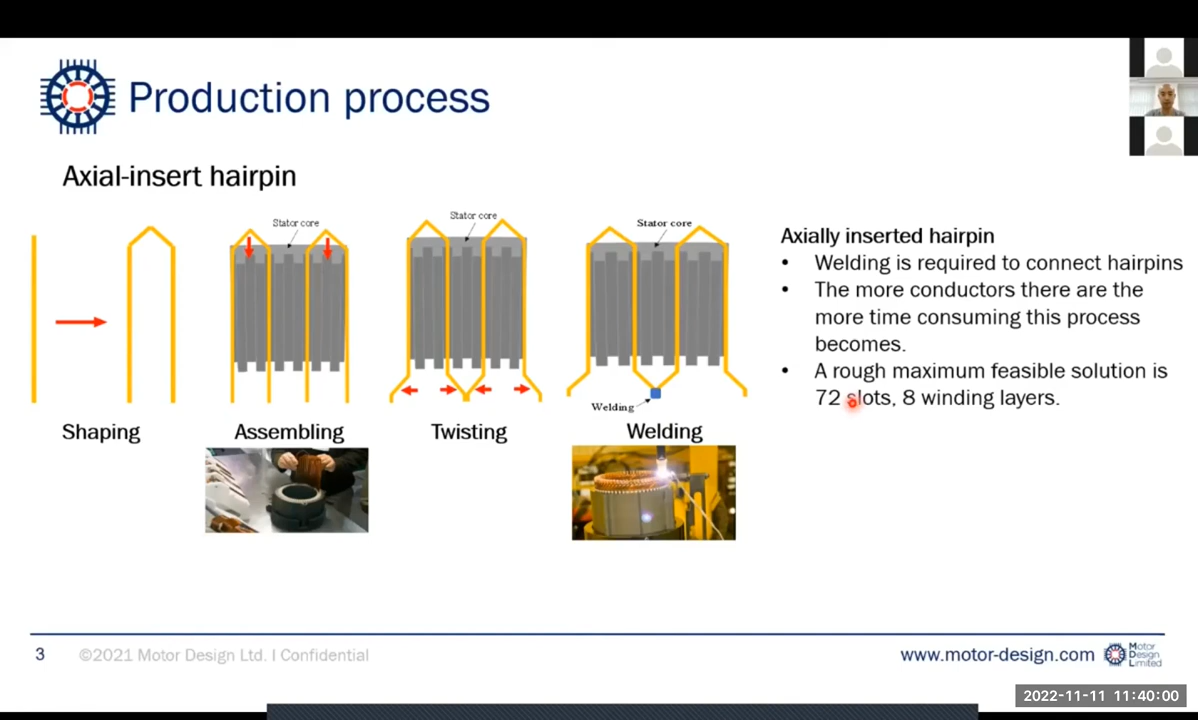 Production process
Axial-insert hairpin
Stator core
Stator core
Stator core
Welding
Shaping
Assembling
Twisting
Welding
Axially inserted hairpin
• Welding is required to connect hairpins
• The more conductors there are the
more time consuming this process
becomes.
• A rough maximum feasible solution is
72 slots, 8 winding layers.
3
©2021 Motor Design Ltd. I Confidential
www.motor-design.com
Motor
Design
Limited
2022-11-11 11:40:00